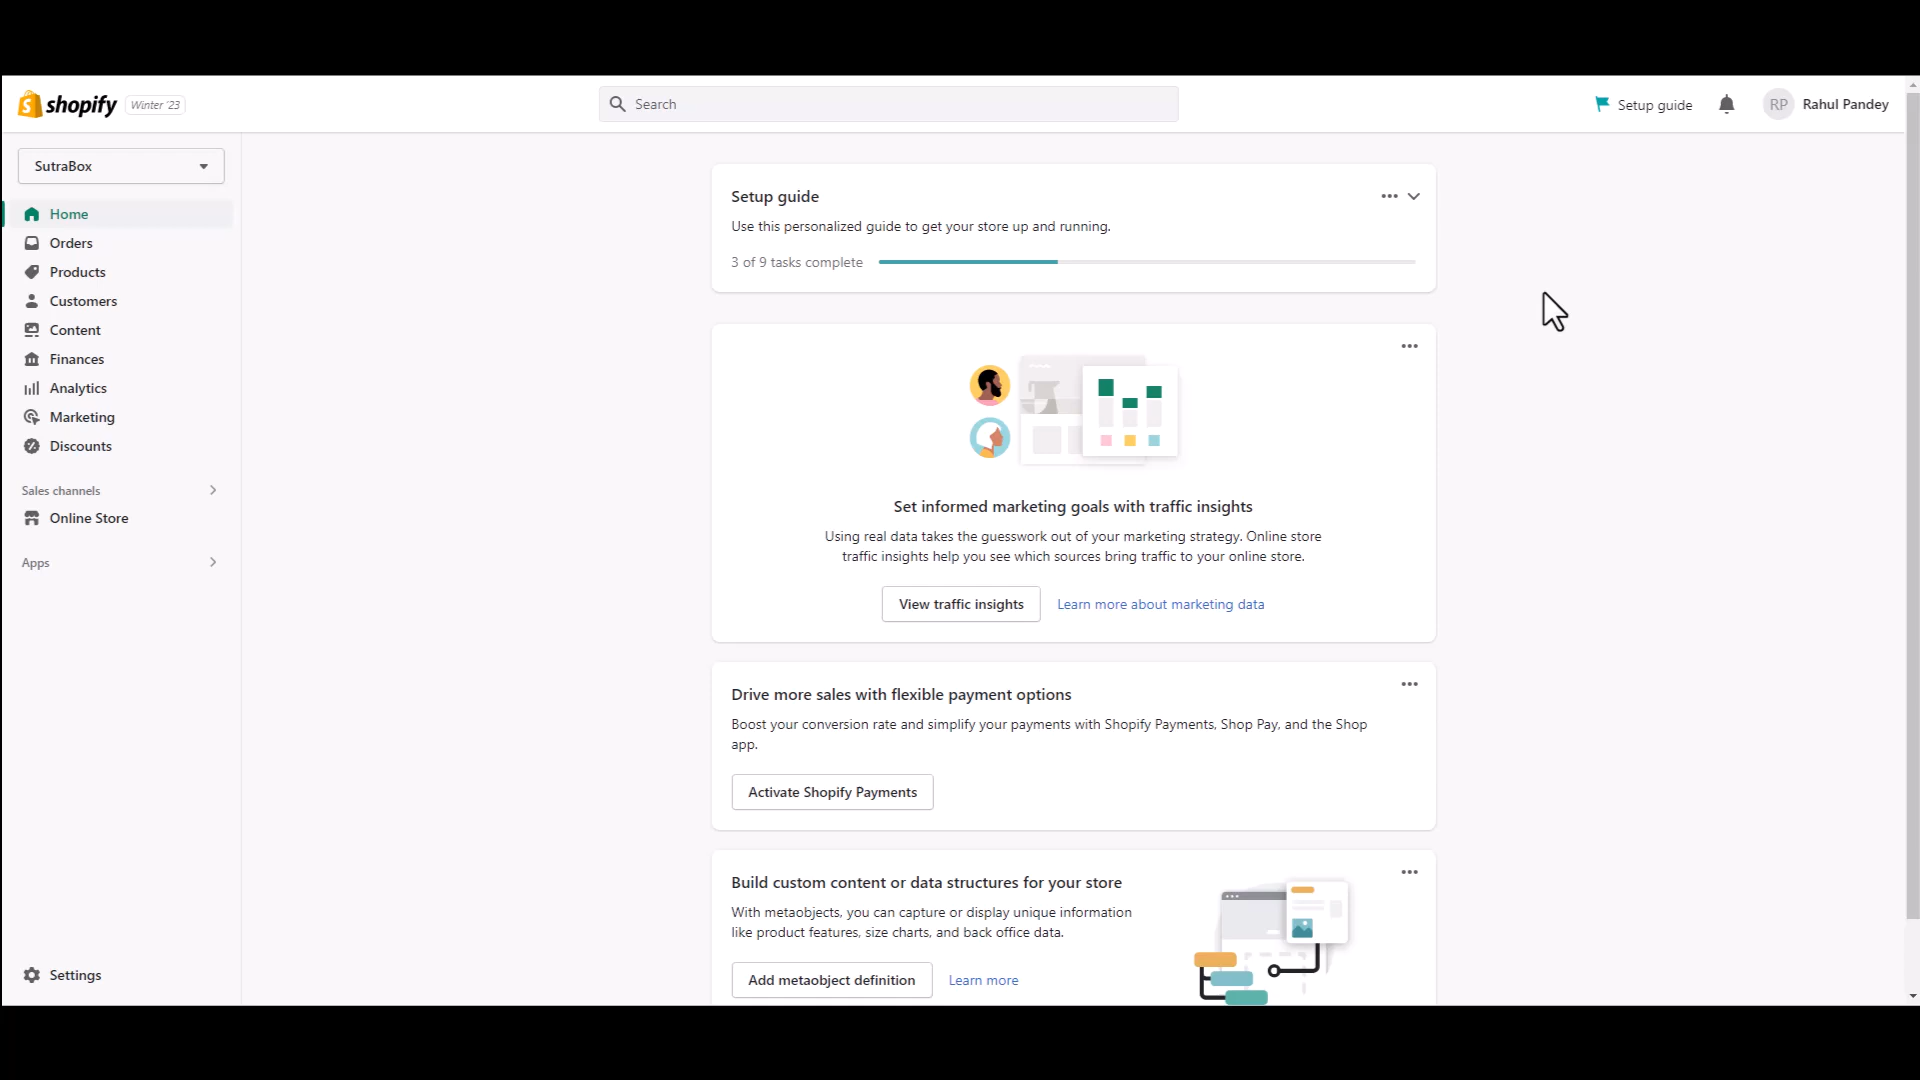 shopify
Winter '23
Search
Setup guide
RP
Rahul Pandey
SutraBox
Home
Orders
Products
Customers
Content
Finances
Analytics
Marketing
Discounts
Sales channels
Online Store
Apps
Settings
Setup guide
Use this personalized guide to get your store up and running.
3 of 9 tasks complete
Set informed marketing goals with traffic insights
Using real data takes the guesswork out of your marketing strategy. Online store
traffic insights help you see which sources bring traffic to your online store.
View traffic insights
Learn more about marketing data
Drive more sales with flexible payment options
Boost your conversion rate and simplify your payments with Shopify Payments, Shop Pay, and the Shop
app.
Activate Shopify Payments
Build custom content or data structures for your store
With metaobjects, you can capture or display unique information
like product features, size charts, and back office data.
Add metaobject definition
Learn more